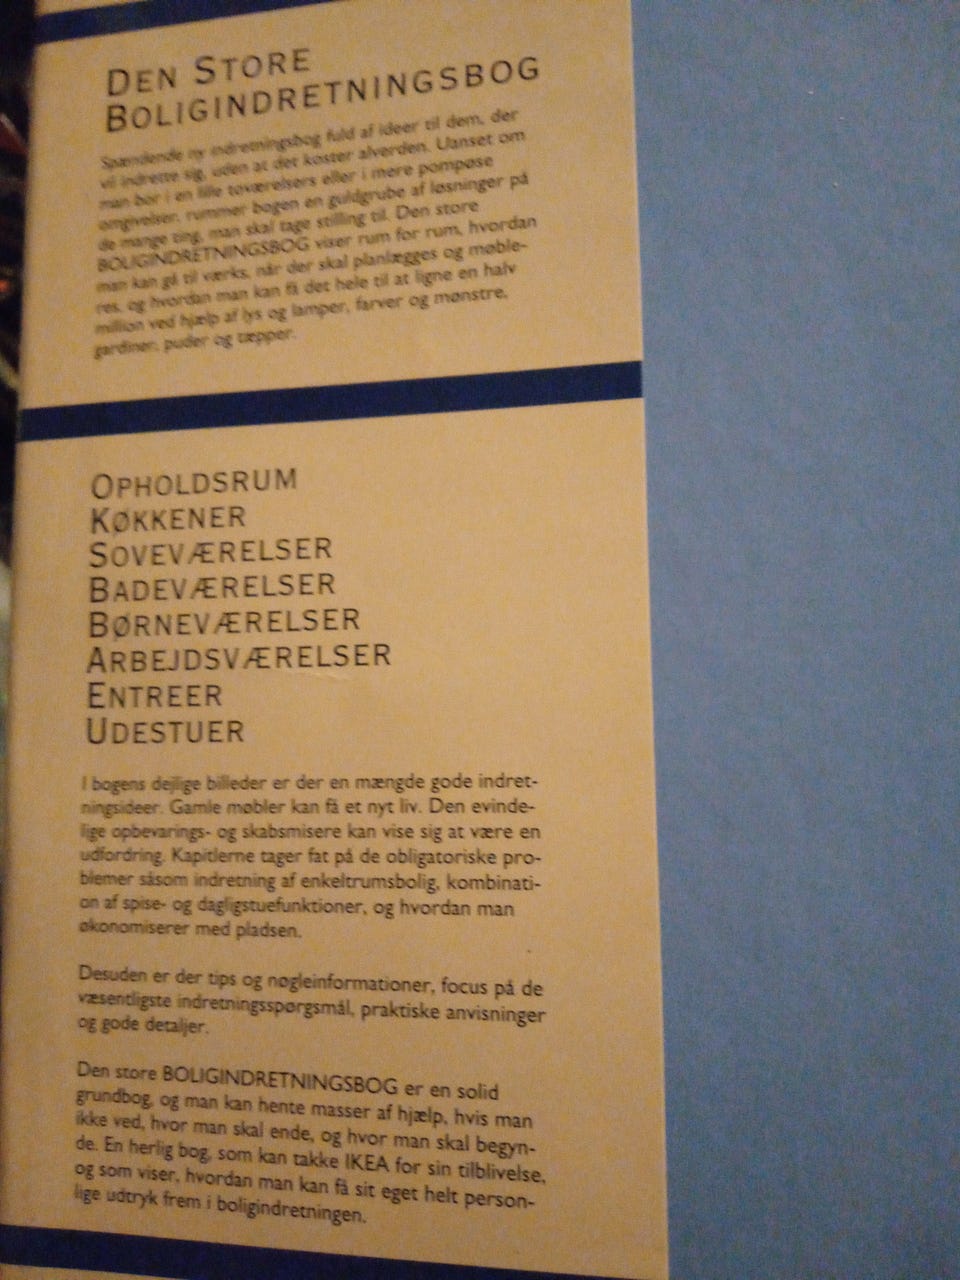 DEN STORE
BOLIGINDRETNINGSBOG
Spændende ny indretningsbog fuld af ideer til dem, der
vil indrette sig, uden at det koster alverden. Uanset om
man bor i en lille toværelsers eller i mere pompøse
omgivelser, rummer bogen en guldgrube af løsninger på
de mange ting, man skal tage stilling til. Den store
BOLIGINDRETNINGSBOG viser rum for rum, hvordan
man kan gå til værks, når der skal planlægges og møble-
res, og hvordan man kan få det hele til at ligne en halv
million ved hjælp af lys og lamper, farver og mønstre,
gardiner, puder og tæpper.
OPHOLDSRUM
KØKKENER
SOVEVÆRELSER
BADEVÆRELSER
BØRNEVÆRELSER
ARBEJDSVÆRELSER
ENTREER
UDESTUER
I bogens dejlige billeder er der en mængde gode indret-
ningsideer. Gamle møbler kan få et nyt liv. Den evinde-
lige opbevarings- og skabsmisere kan vise sig at være en
udfordring. Kapitlerne tager fat på de obligatoriske pro-
blemer såsom indretning af enkeltrumsbolig, kombinati-
on af spise- og dagligstuefunktioner, og hvordan man
økonomiserer med pladsen.
Desuden er der tips og nøgleinformationer, focus på de
væsentligste indretningsspørgsmål, praktiske anvisninger
og gode detaljer.
Den store BOLIGINDRETNINGSBOG er en solid
grundbog, og man kan hente masser af hjælp, hvis man
ikke ved, hvor man skal ende, og hvor man skal begyn-
de. En herlig bog, som kan takke IKEA for sin tilblivelse,
og som viser, hvordan man kan få sit eget helt person-
lige udtryk frem i boligindretningen.